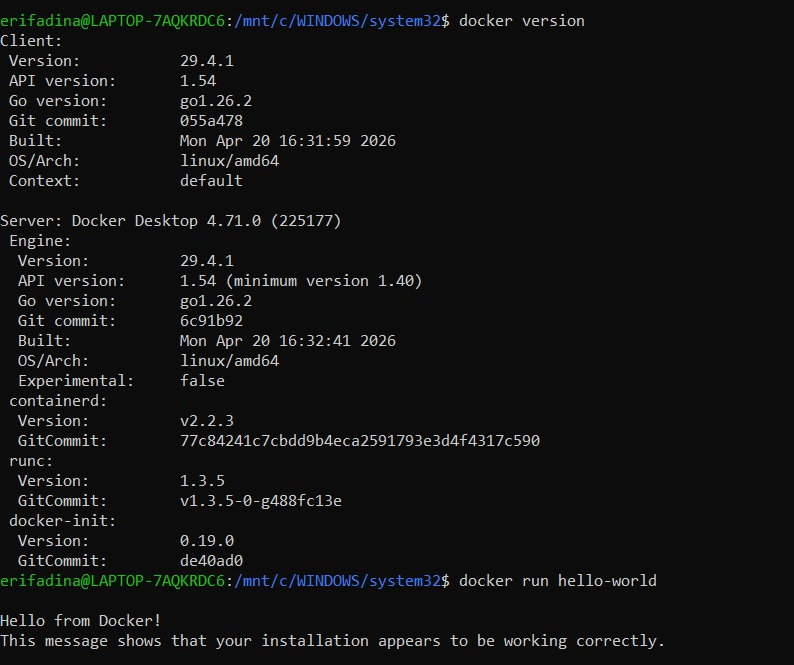 erifadina@LAPTOP-7AQKRDC6:/mnt/c/WINDOWS/system32$ docker version
Client:
 Version:           29.4.1
 API version:       1.54
 Go version:        go1.26.2
 Git commit:        055a478
 Built:             Mon Apr 20 16:31:59 2026
 OS/Arch:           linux/amd64
 Context:           default

Server: Docker Desktop 4.71.0 (225177)
 Engine:
  Version:          29.4.1
  API version:      1.54 (minimum version 1.40)
  Go version:       go1.26.2
  Git commit:       6c91b92
  Built:            Mon Apr 20 16:32:41 2026
  OS/Arch:          linux/amd64
  Experimental:     false
 containerd:
  Version:          v2.2.3
  GitCommit:        77c84241c7cbdd9b4eca2591793e3d4f4317c590
 runc:
  Version:          1.3.5
  GitCommit:        v1.3.5-0-g488fc13e
 docker-init:
  Version:          0.19.0
  GitCommit:        de40ad0
erifadina@LAPTOP-7AQKRDC6:/mnt/c/WINDOWS/system32$ docker run hello-world

Hello from Docker!
This message shows that your installation appears to be working correctly.